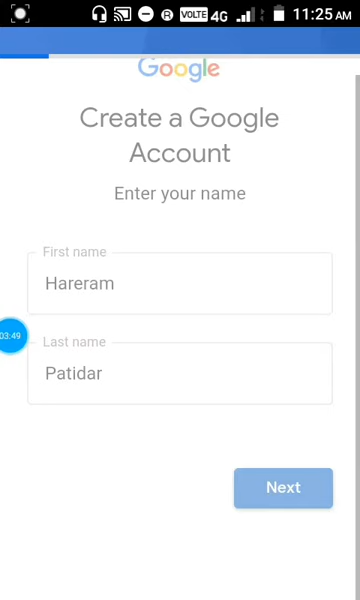 R VOLTE 4G 11:25 AM
Google
Create a Google
Account
Enter your name
First name
Hareram
03:49
Last name
Patidar
Next